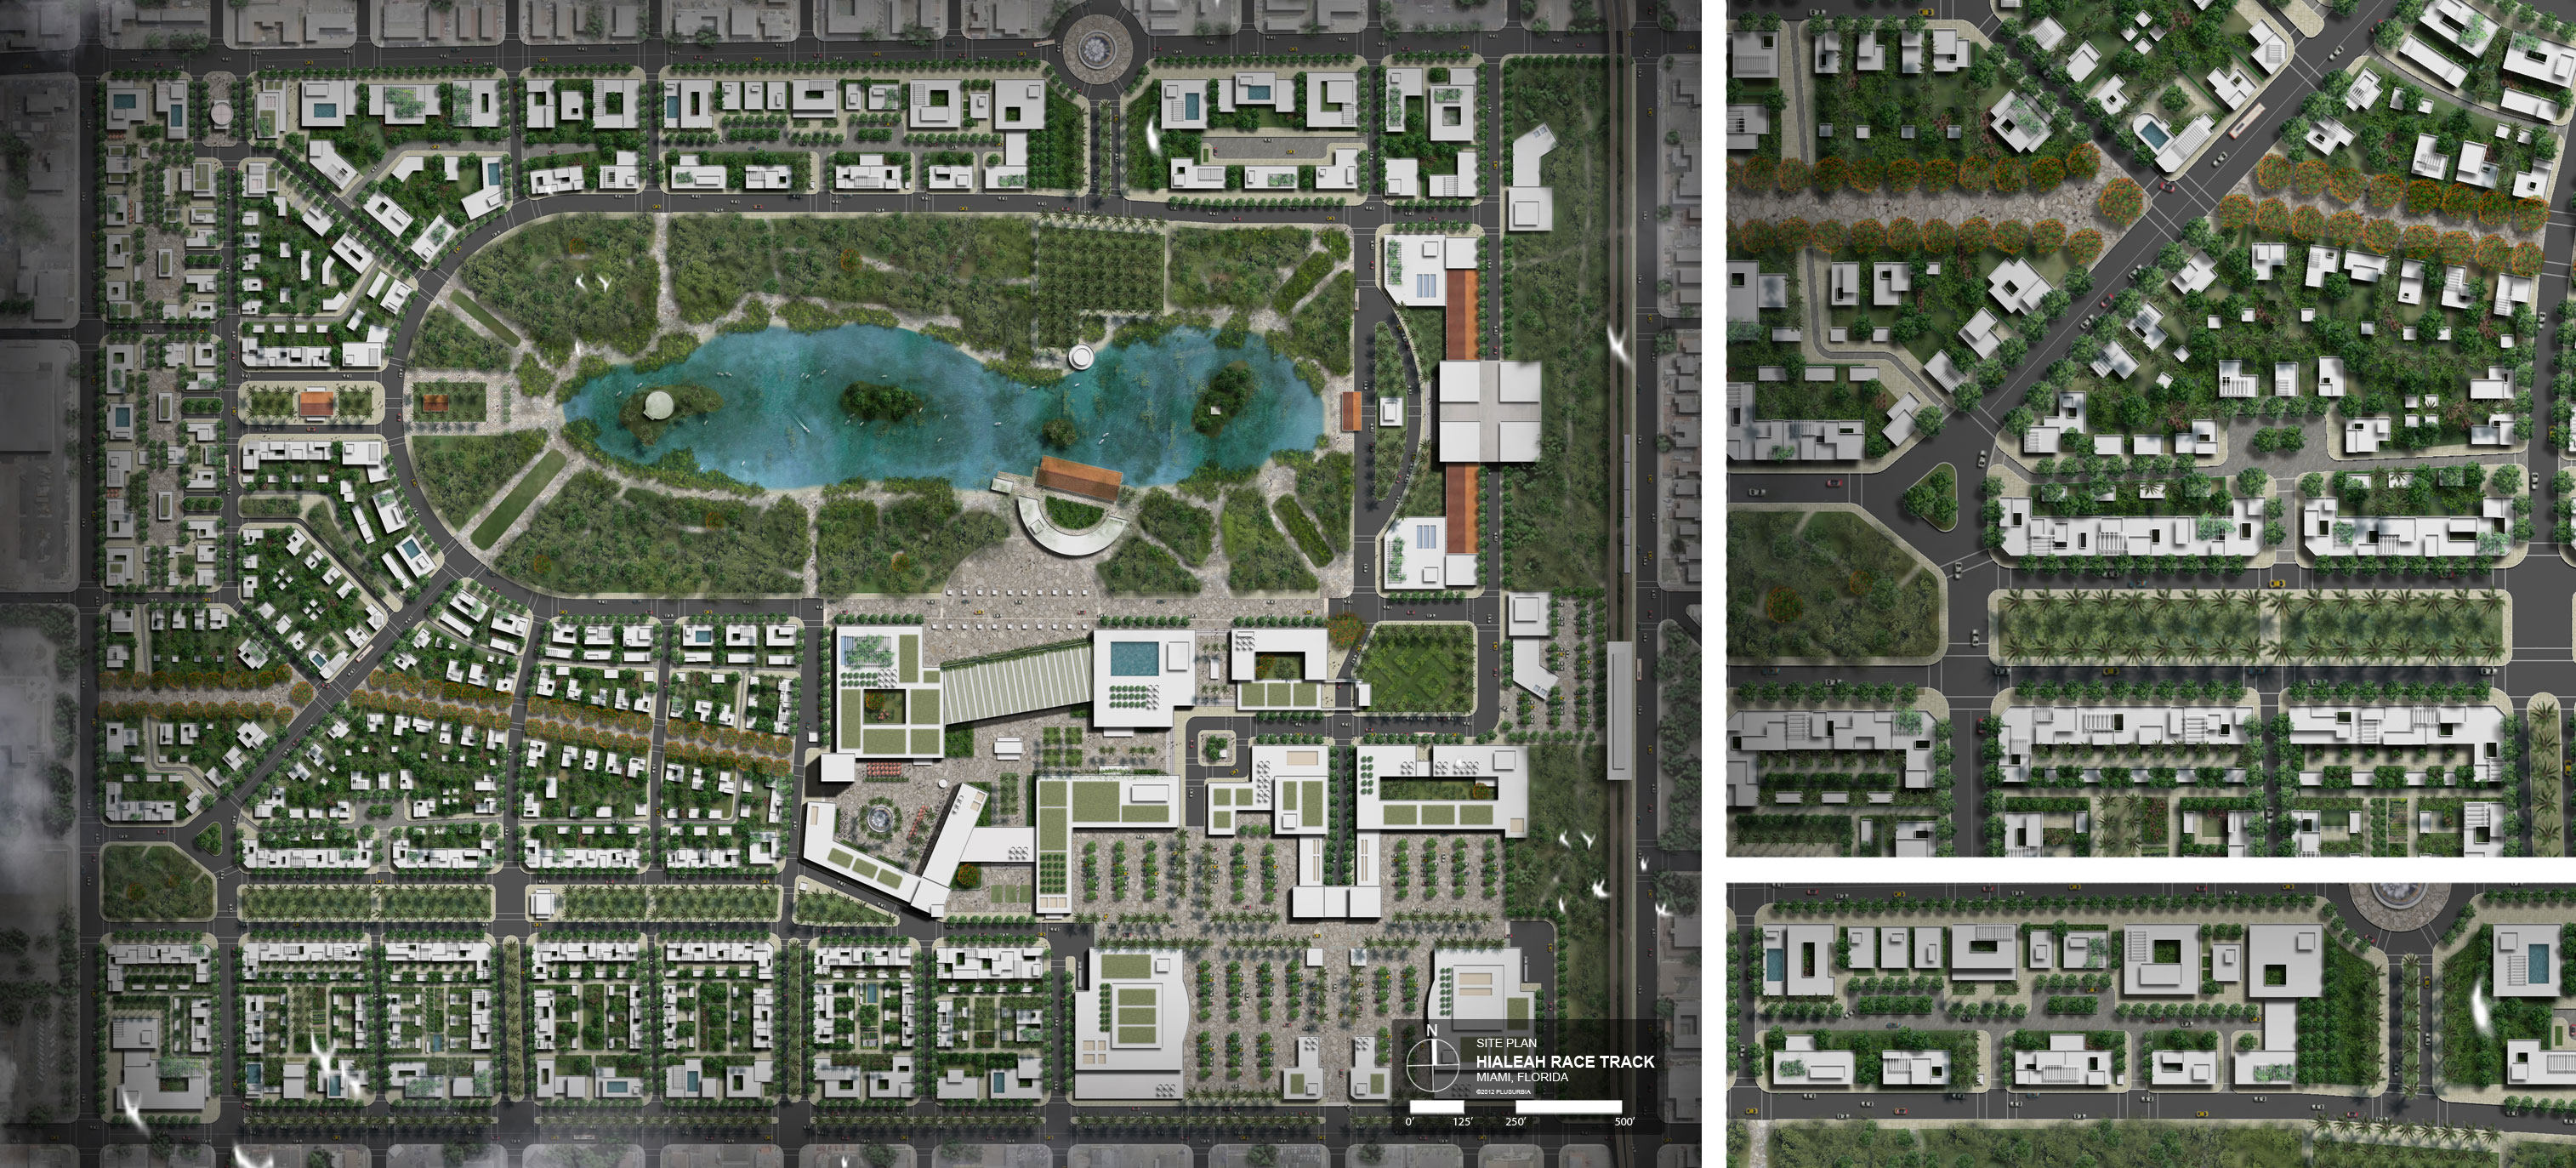 N
SITE PLAN
HIALEAH RACE TRACK
MIAMI, FLORIDA
©2012 PLUSURBIA
0' 125' 250' 500'